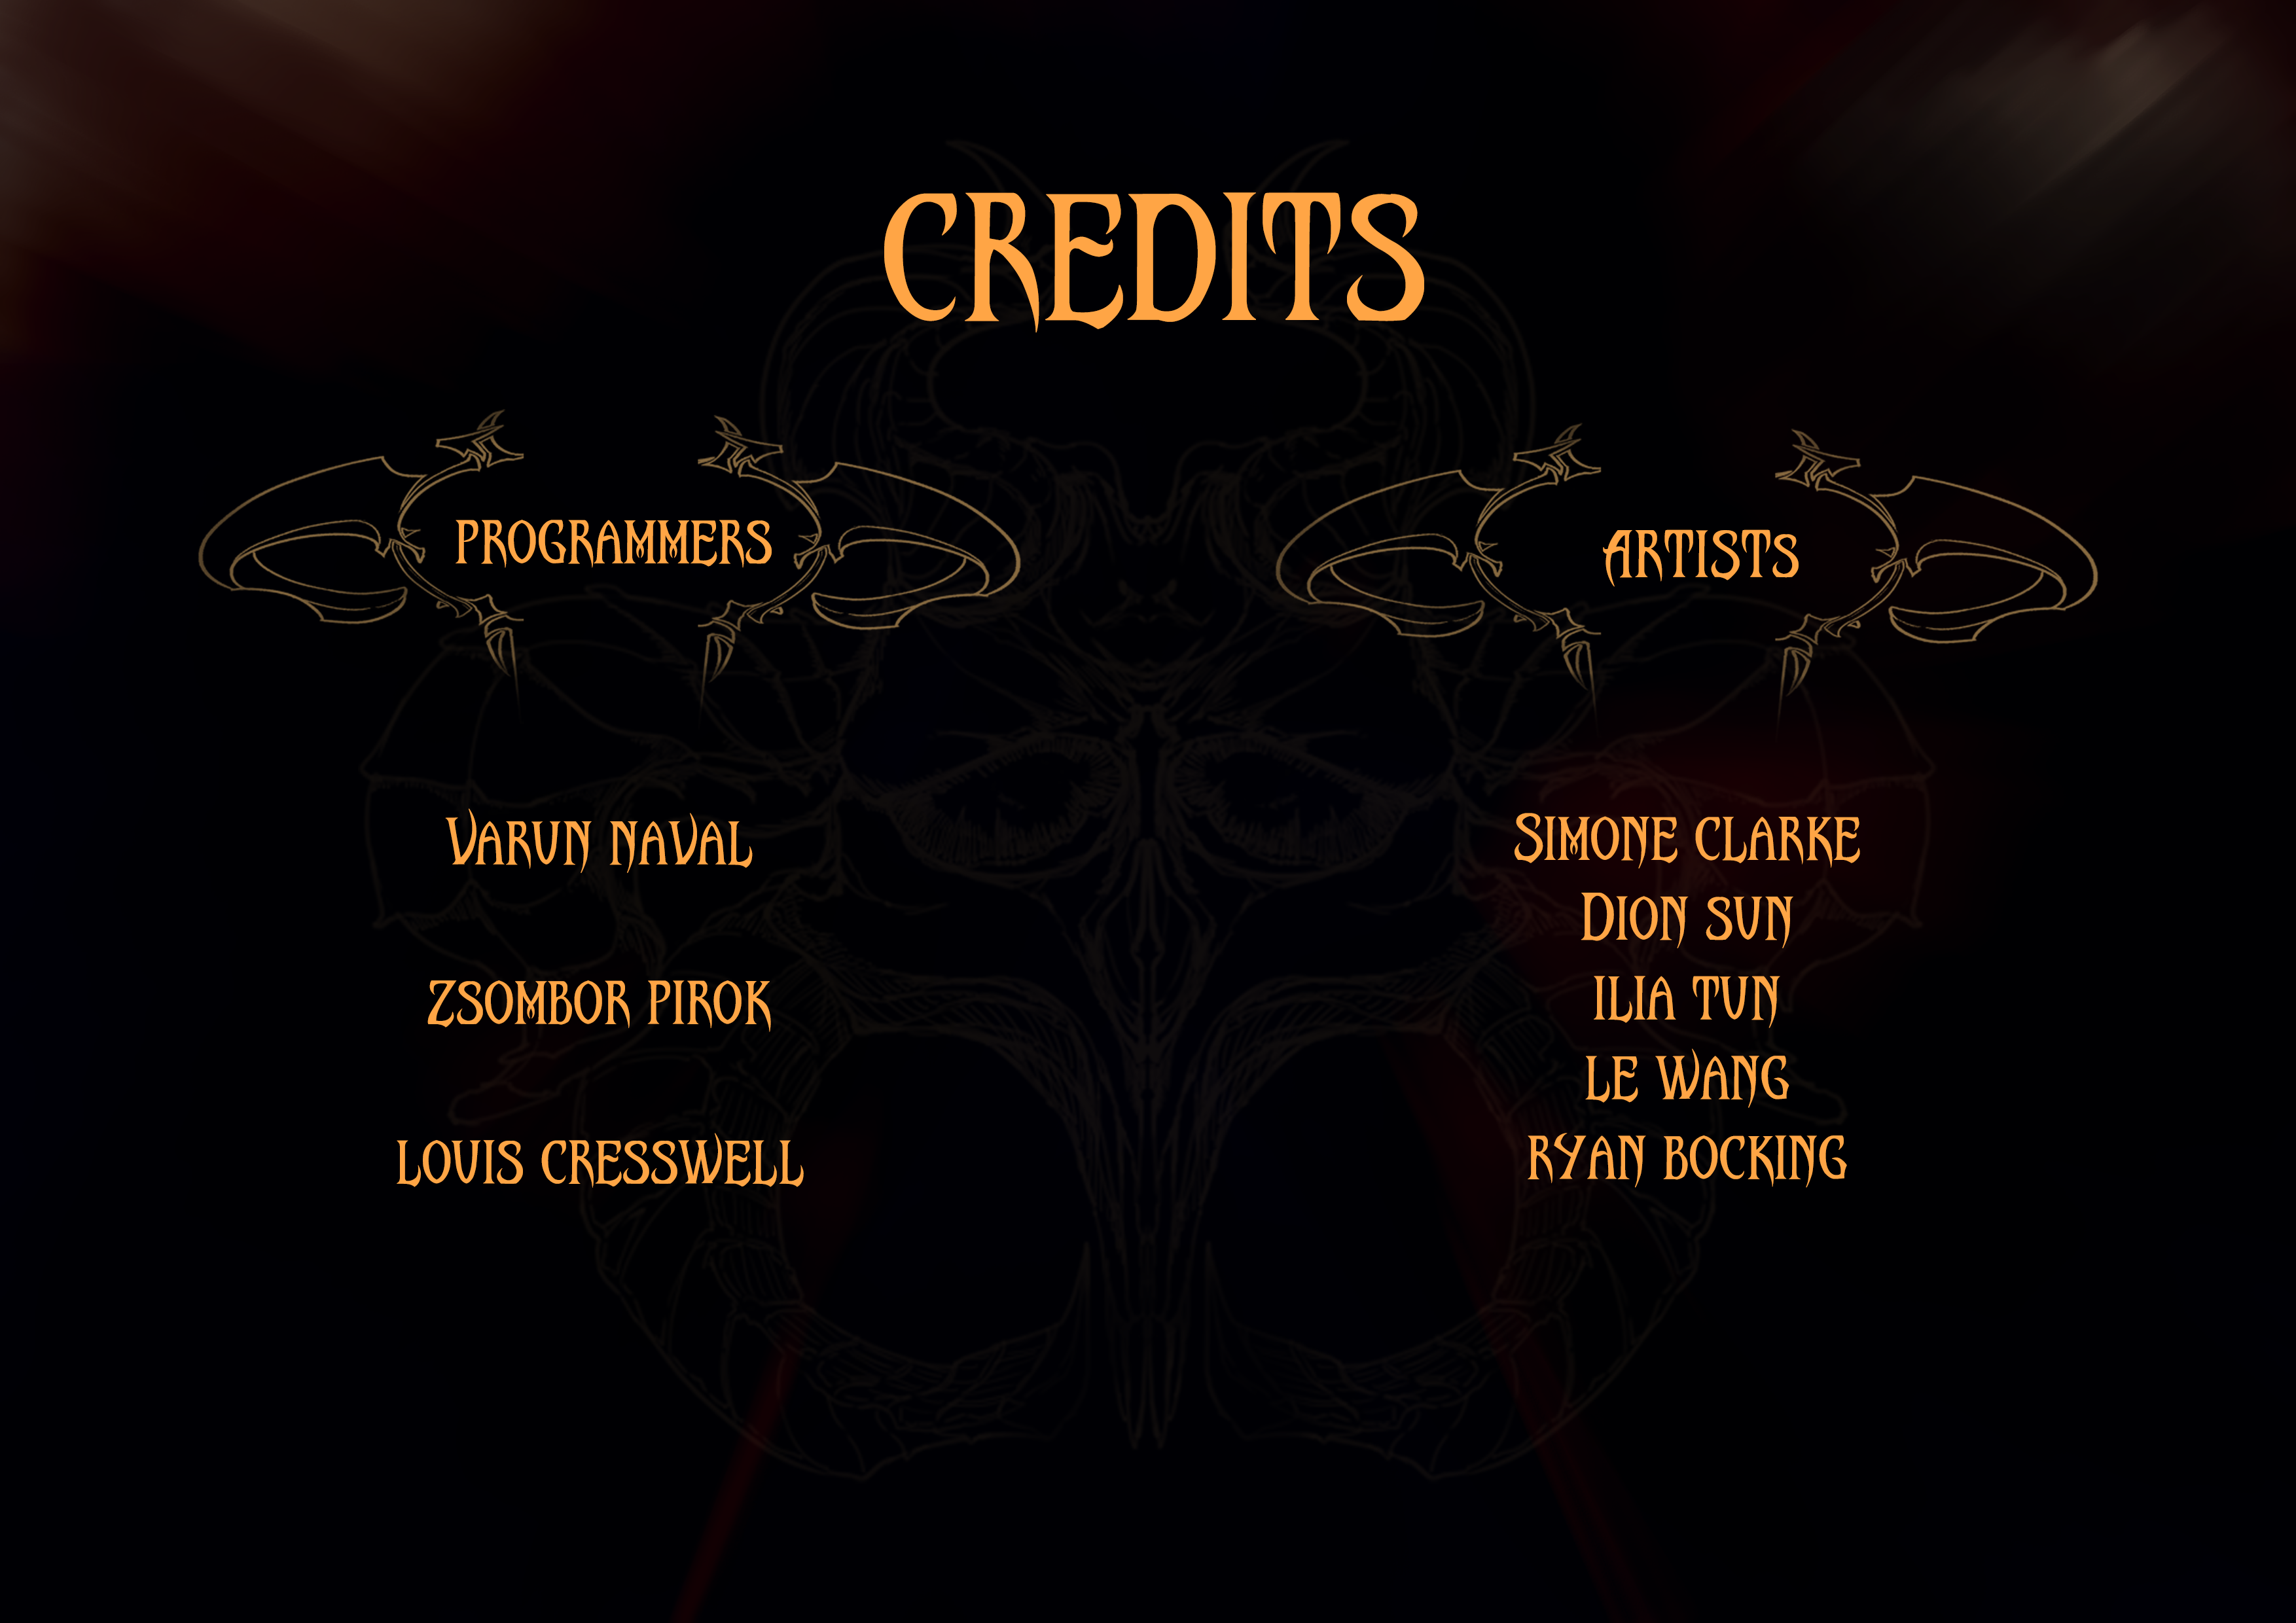 CREDITS
PROGRAMMERS
ARTISTS
VARUN NAVAL
ZSOMBOR PIROK
LOUIS CRESSWELL
SIMONE CLARKE
DION SUN
ILIA TUN
LE WANG
RYAN BOCKING